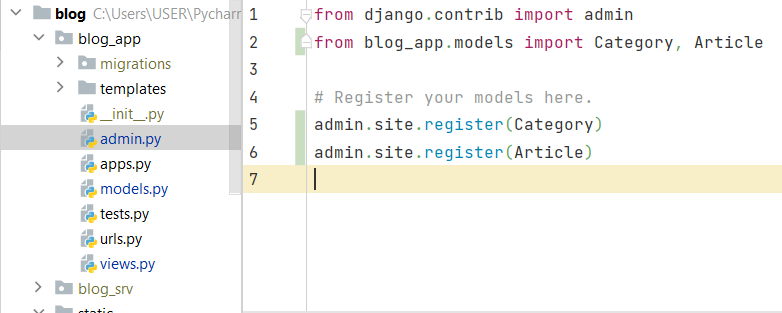 blog C:\Users\USER\Pycharm
blog_app
migrations
templates
__init__.py
admin.py
apps.py
models.py
tests.py
urls.py
views.py
blog_srv
static
1 from django.contrib import admin
2 from blog_app.models import Category, Article
3
4 # Register your models here.
5 admin.site.register(Category)
6 admin.site.register(Article)
7